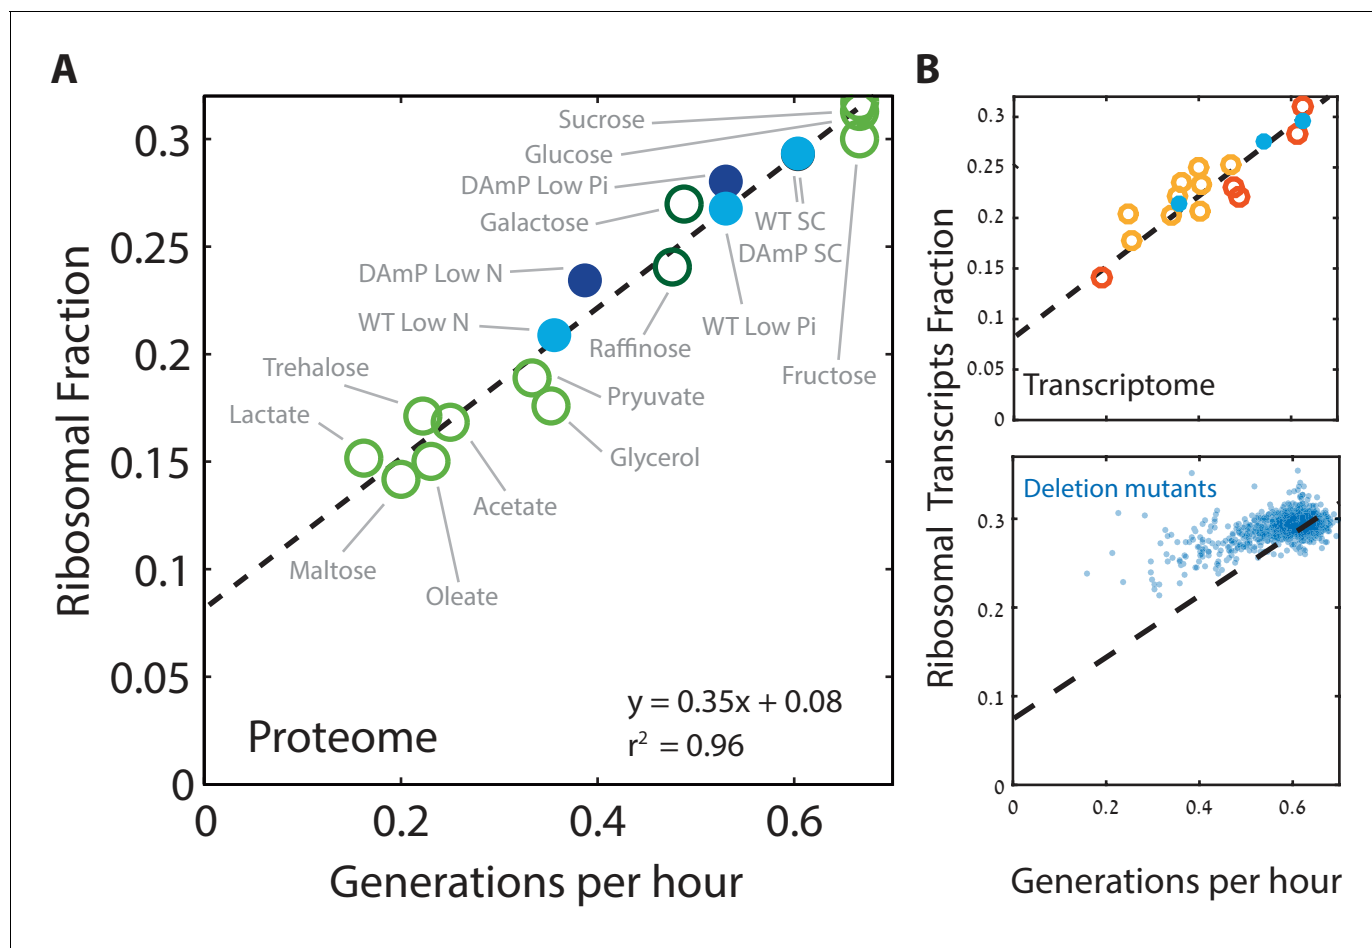 A
Ribosomal Fraction
0.3
0.25
0.2
0.15
0.1
0.05
0
Sucrose
Glucose
DAmP Low Pi
Galactose
WT SC
DAmP SC
DAmP Low N
WT Low N
WT Low Pi
Raffinose
Fructose
Trehalose
Pryuvate
Lactate
Glycerol
Acetate
Maltose
Oleate
y = 0.35x + 0.08
r² = 0.96
Proteome
0 0.2 0.4 0.6
Generations per hour
B
Ribosomal Transcripts Fraction
0.3
0.25
0.2
0.15
0.1
0.05
0
Transcriptome
Deletion mutants
0.3
0.2
0.1
0
0 0.2 0.4 0.6
Generations per hour